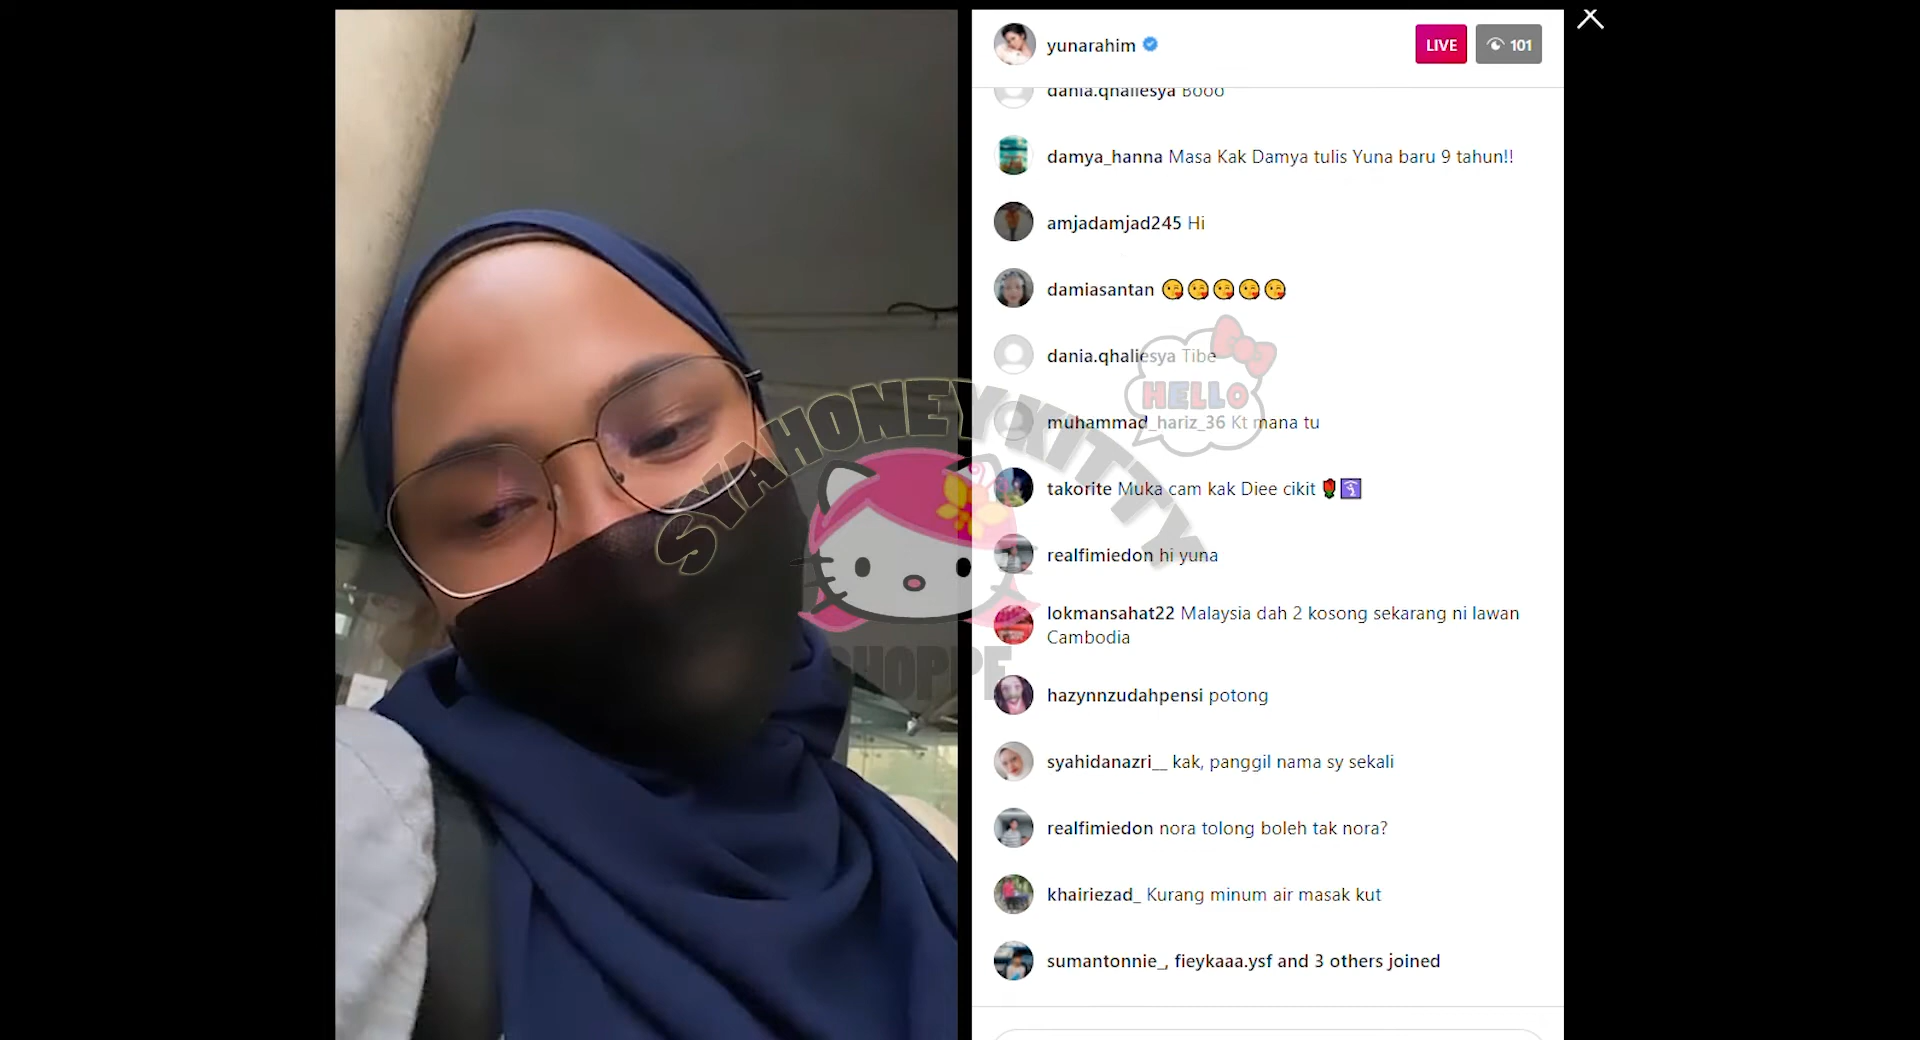 yunarahim
LIVE
101
dania.qhaliesya Booo
damya_hanna Masa Kak Damya tulis Yuna baru 9 tahun!!
amjadamjad245 Hi
damiasantan 😘😘😘😘😘
dania.qhaliesya Tibe
HELLO
muhammad_hariz_36 Kt mana tu
SYAHONEY KITTY
takorite Muka cam kak Dieee cikit 🌹🛐
realfimiedon hi yuna
lokmansahat22 Malaysia dah 2 kosong sekarang ni lawan
Cambodia
SHOPPE
hazynnzudahpensi potong
syahidanazri__ kak, panggil nama sy sekali
realfimiedon nora tolong boleh tak nora?
khairiezad_ Kurang minum air masak kut
sumantonnie_, fieykaaa.ysf and 3 others joined